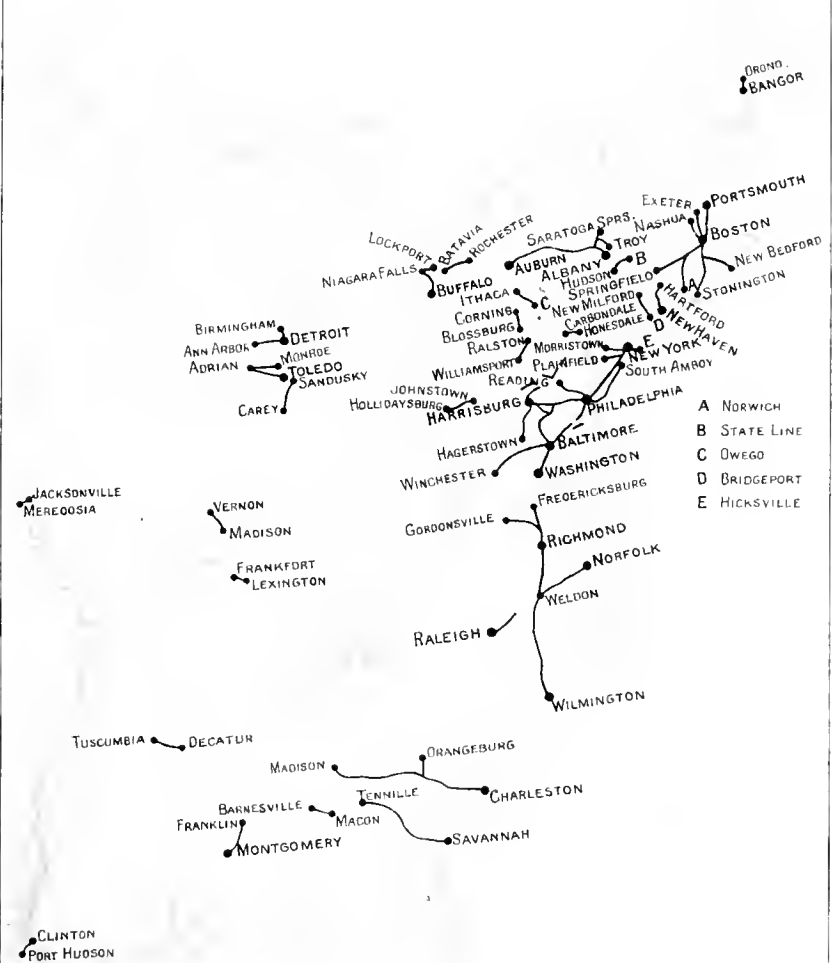 ORONO.
BANGOR
EXETER
PORTSMOUTH
NASHUA
BOSTON
NEW BEDFORD
STONINGTON
A
SARATOGA SPRS.
TROY
AUBURN
ALBANY
B
HUDSON
SPRINGFIELD
HARTFORD
LOCKPORT
BATAVIA
ROCHESTER
NIAGARA FALLS
BUFFALO
ITHACA
C
NEW MILFORD
CORNING
CARBONDALE
BLOSSBURG
HONESDALE
D
NEW HAVEN
RALSTON
MORRISTOWN
E
WILLIAMSPORT
PLAINFIELD
NEW YORK
READING
SOUTH AMBOY
BIRMINGHAM
DETROIT
ANN ARBOR
MONROE
ADRIAN
TOLEDO
SANDUSKY
CAREY
JOHNSTOWN
HOLLIDAYSBURG
HARRISBURG
PHILADELPHIA
HAGERSTOWN
BALTIMORE
WINCHESTER
WASHINGTON
A NORWICH
B STATE LINE
C OWEGO
D BRIDGEPORT
E HICKSVILLE
JACKSONVILLE
MEREDOSIA
VERNON
MADISON
FRANKFORT
LEXINGTON
FREDERICKSBURG
GORDONSVILLE
RICHMOND
NORFOLK
WELDON
RALEIGH
WILMINGTON
TUSCUMBIA
DECATUR
ORANGEBURG
MADISON
CHARLESTON
TENNILLE
BARNESVILLE
MACON
FRANKLIN
SAVANNAH
MONTGOMERY
CLINTON
PORT HUDSON